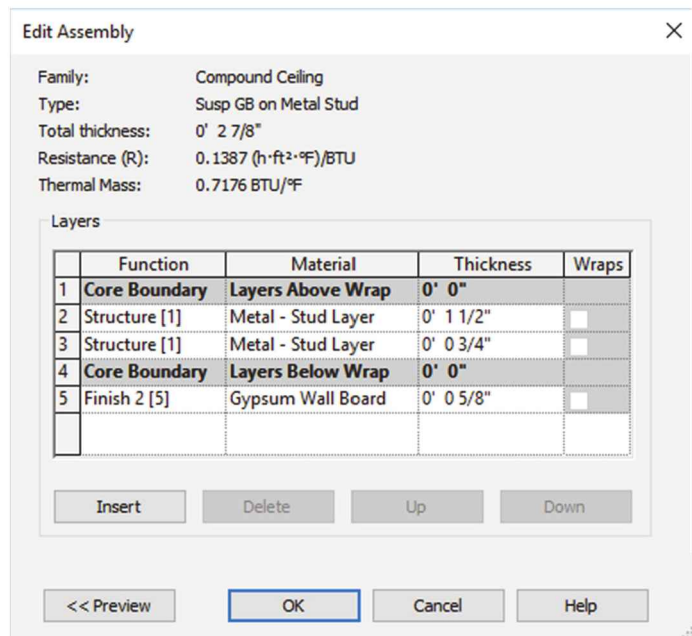 Edit Assembly
Family: Compound Ceiling
Type: Susp GB on Metal Stud
Total thickness: 0' 2 7/8"
Resistance (R): 0.1387 (h·ft²·°F)/BTU
Thermal Mass: 0.7176 BTU/°F
Layers
Function Material Thickness Wraps
1 Core Boundary Layers Above Wrap 0' 0"
2 Structure [1] Metal - Stud Layer 0' 1 1/2"
3 Structure [1] Metal - Stud Layer 0' 0 3/4"
4 Core Boundary Layers Below Wrap 0' 0"
5 Finish 2 [5] Gypsum Wall Board 0' 0 5/8"
Insert Delete Up Down
<< Preview OK Cancel Help